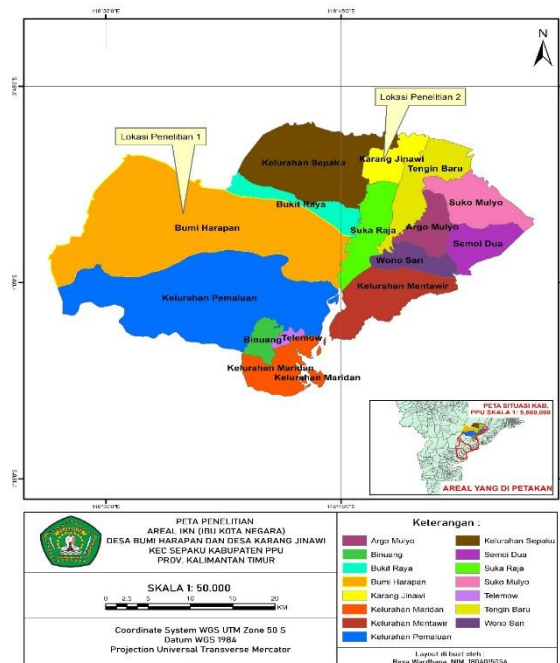 116°30'0"E
116°45'0"E
N
Lokasi Penelitian 1
Lokasi Penelitian 2
Kelurahan Sepaku
Karang Jinawi
Tengin Baru
Bukit Raya
Suko Mulyo
Bumi Harapan
Suka Raja
Argo Mulyo
Semoi Dua
Wono Sari
Kelurahan Mentawir
Kelurahan Pemaluan
Binuang
Telemow
Kelurahan Maridan
Kelurahan Maridan
PETA SITUASI KAB.
PPU SKALA 1:
AREAL YANG DI PETAKAN
PETA PENELITIAN
AREAL IKN (IBU KOTA NEGARA)
DESA BUMI HARAPAN DAN DESA KARANG JINAWI
KEC SEPAKU KABUPATEN PPU
PROV. KALIMANTAN TIMUR
SKALA 1: 50.000
0 2.5 5 10 15 20
KM
Coordinate System WGS UTM Zone 50 S
Datum WGS 1984
Projection Universal Transverse Mercator
Keterangan :
Argo Mulyo
Binuang
Bukit Raya
Bumi Harapan
Karang Jinawi
Kelurahan Maridan
Kelurahan Mentawir
Kelurahan Pemaluan
Kelurahan Sepaku
Semoi Dua
Suka Raja
Suko Mulyo
Telemow
Tengin Baru
Wono Sari
Layout di buat oleh :